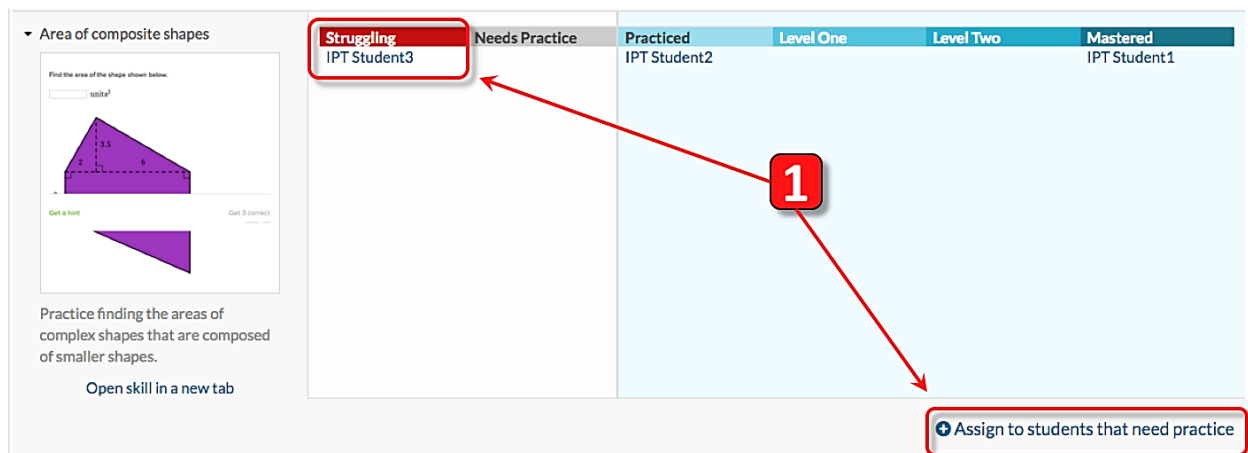 Area of composite shapes
Find the area of the shape shown below.
units²
3.5
2
6
Get a hint
Get 3 correct
Practice finding the areas of
complex shapes that are composed
of smaller shapes.
Open skill in a new tab
Struggling Needs Practice Practiced Level One Level Two Mastered
IPT Student3 IPT Student2 IPT Student1
1
Assign to students that need practice